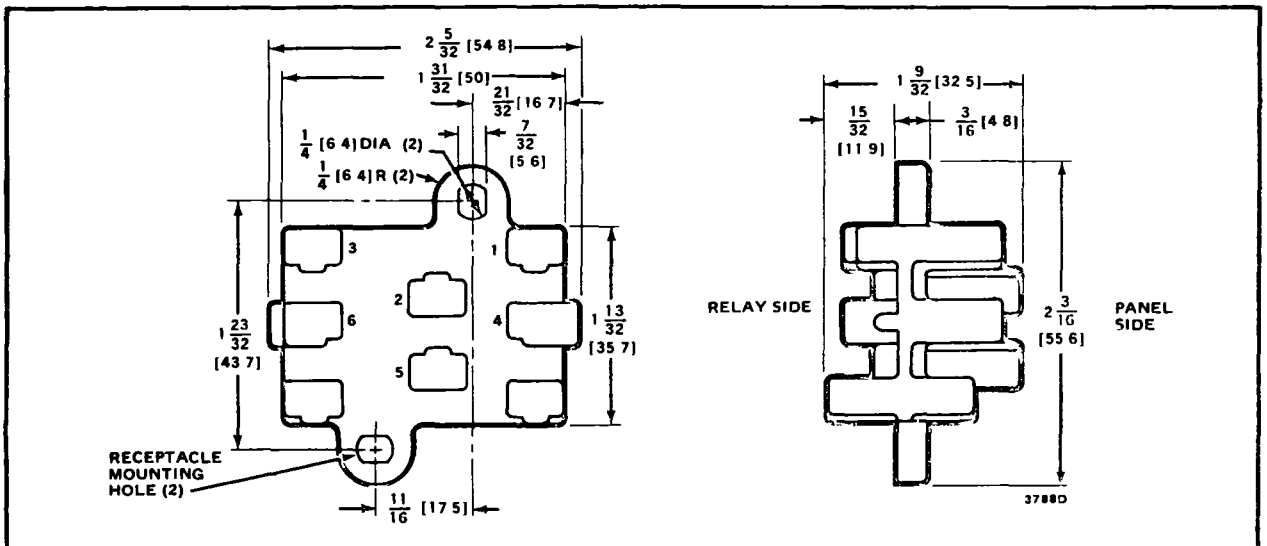 2 5/32 [54 8]
1 31/32 [50]
21/32 [16 7]
7/32 [5 6]
1/4 [6 4] DIA (2)
1/4 [6 4] R (2)
3
1
2
6
4
5
1 23/32 [43 7]
1 13/32 [35 7]
RECEPTACLE
MOUNTING
HOLE (2)
11/16 [17 5]
1 9/32 [32 5]
15/32 [11 9]
3/16 [4 8]
RELAY SIDE
2 3/16 [55 6]
PANEL
SIDE
3788D